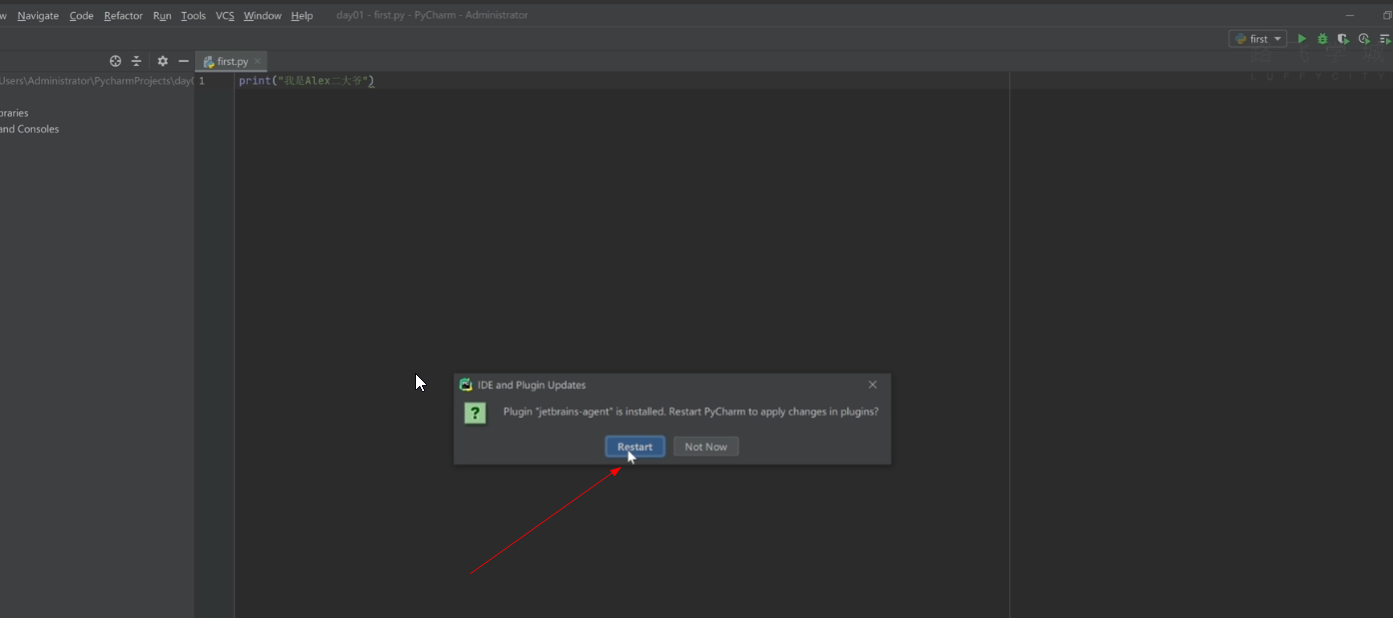 w Navigate Code Refactor Run Tools VCS Window Help day01 - first.py - PyCharm - Administrator
first
first.py
Users\Administrator\PycharmProjects\day
1 print("我是Alex二大爷")
braries
and Consoles
IDE and Plugin Updates
? Plugin "jetbrains-agent" is installed. Restart PyCharm to apply changes in plugins?
Restart Not Now